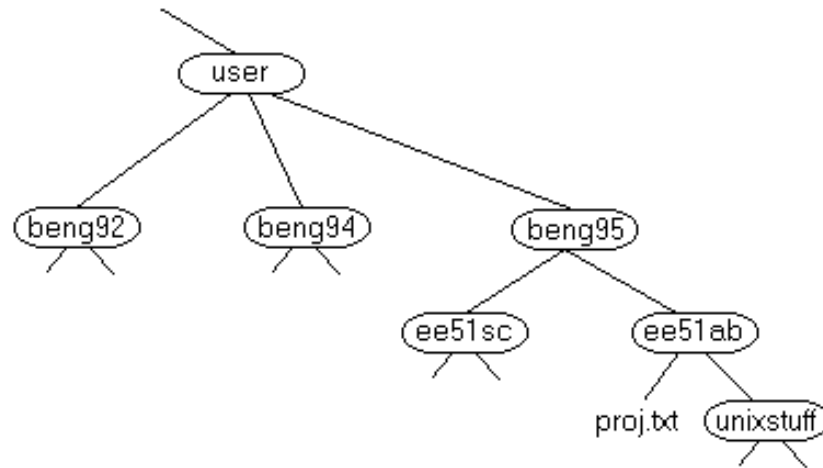 user
beng92
beng94
beng95
ee51sc
ee51ab
proj.txt
unixstuff